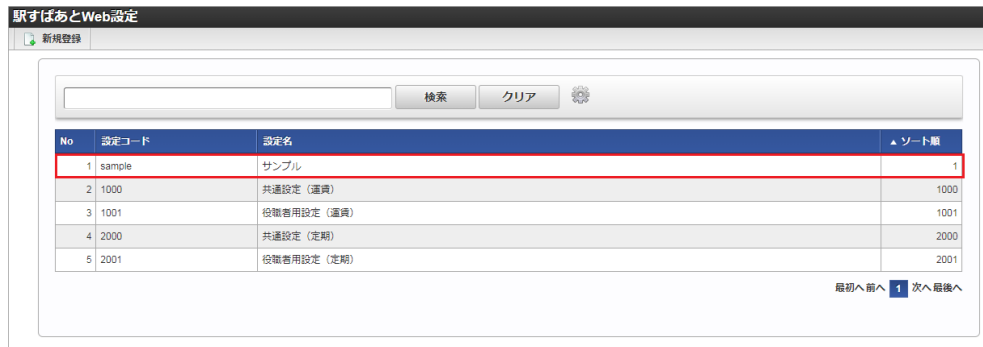 駅すぱあとWeb設定
新規登録
検索 クリア
No 設定コード 設定名 ▲ ソート順
1 sample サンプル 1
2 1000 共通設定（運賃） 1000
3 1001 役職者用設定（運賃） 1001
4 2000 共通設定（定期） 2000
5 2001 役職者用設定（定期） 2001
最初へ 前へ 1 次へ 最後へ